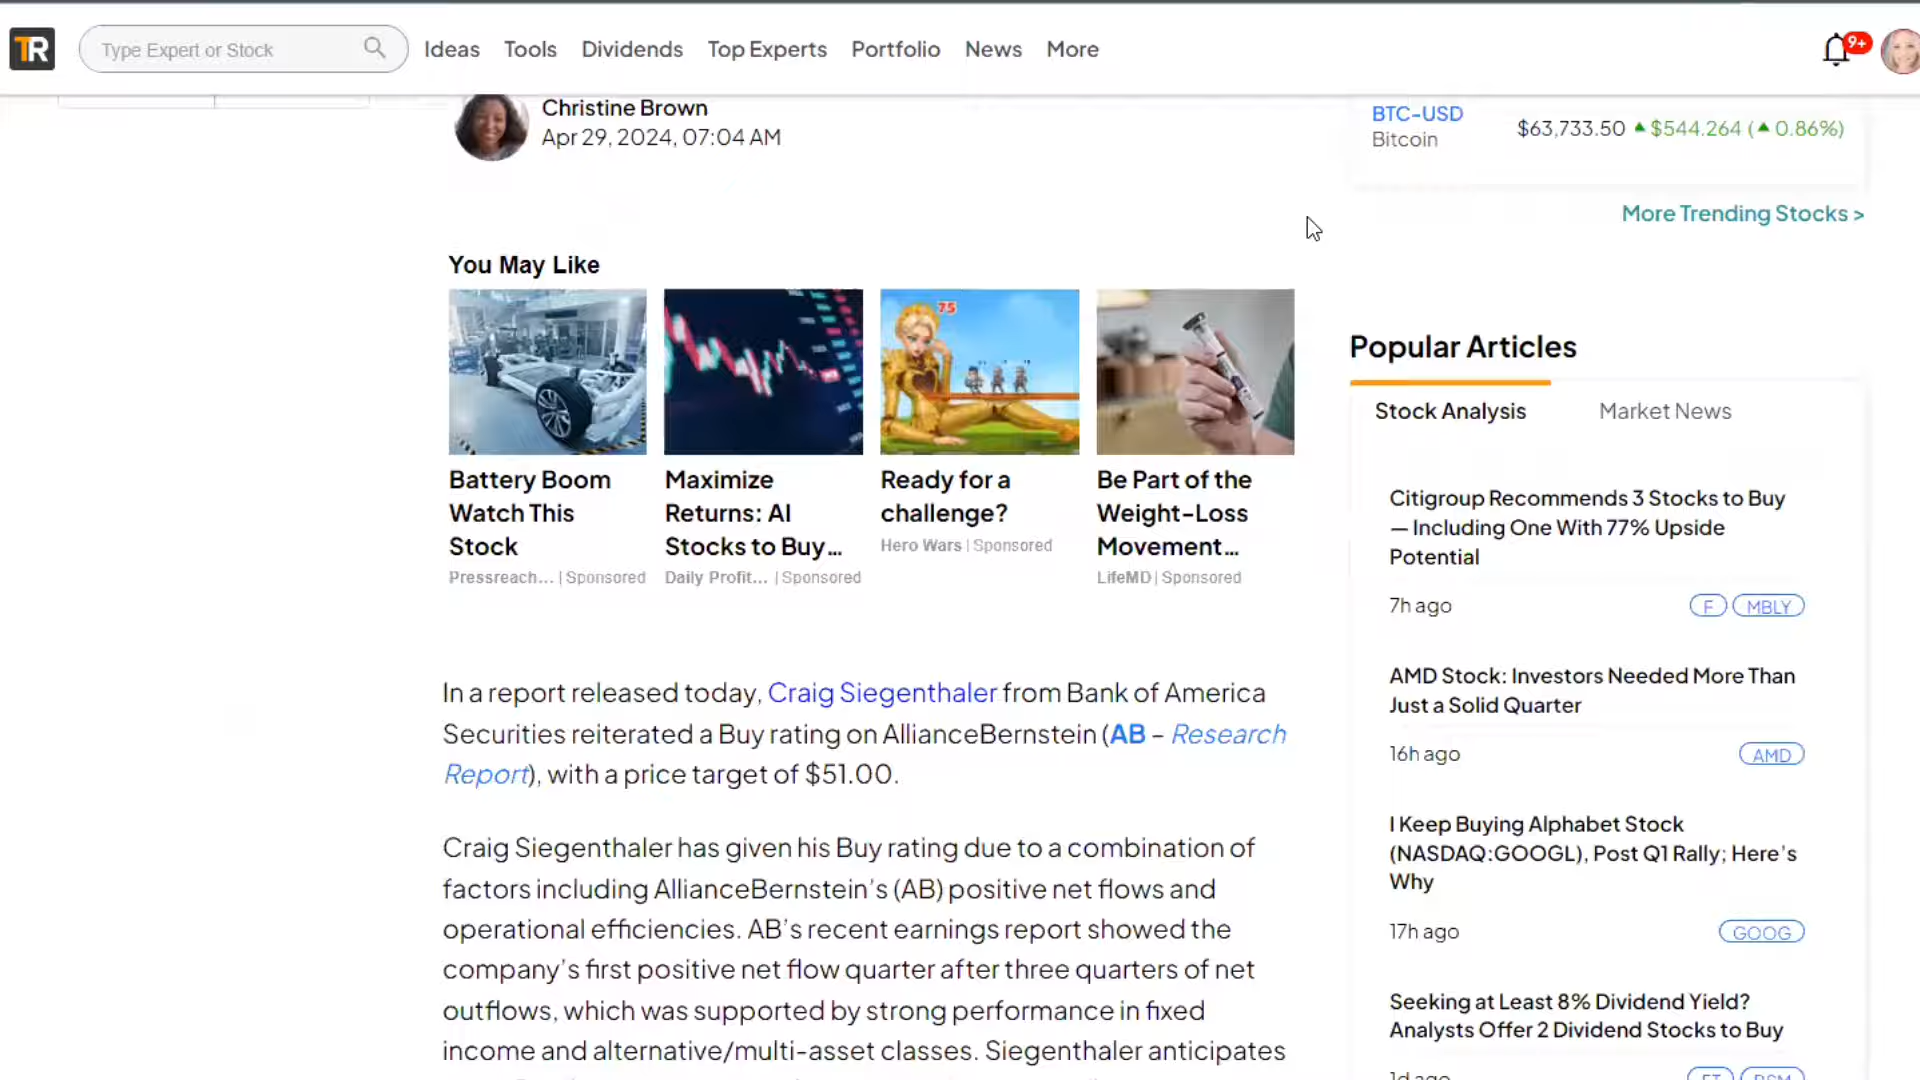 TR
Type Expert or Stock
Ideas Tools Dividends Top Experts Portfolio News More
9+
Christine Brown
Apr 29, 2024, 07:04 AM
You May Like
75
Battery Boom
Watch This
Stock
Pressreach... | Sponsored
Maximize
Returns: AI
Stocks to Buy...
Daily Profit... | Sponsored
Ready for a
challenge?
Hero Wars | Sponsored
Be Part of the
Weight-Loss
Movement...
LifeMD | Sponsored
In a report released today, Craig Siegenthaler from Bank of America
Securities reiterated a Buy rating on AllianceBernstein (AB – Research
Report), with a price target of $51.00.
Craig Siegenthaler has given his Buy rating due to a combination of
factors including AllianceBernstein's (AB) positive net flows and
operational efficiencies. AB's recent earnings report showed the
company's first positive net flow quarter after three quarters of net
outflows, which was supported by strong performance in fixed
income and alternative/multi-asset classes. Siegenthaler anticipates
BTC-USD
Bitcoin
$63,733.50 ▲ $544.264 (▲ 0.86%)
More Trending Stocks >
Popular Articles
Stock Analysis Market News
Citigroup Recommends 3 Stocks to Buy
— Including One With 77% Upside
Potential
7h ago F MBLY
AMD Stock: Investors Needed More Than
Just a Solid Quarter
16h ago AMD
I Keep Buying Alphabet Stock
(NASDAQ:GOOGL), Post Q1 Rally; Here's
Why
17h ago GOOG
Seeking at Least 8% Dividend Yield?
Analysts Offer 2 Dividend Stocks to Buy
1d ago